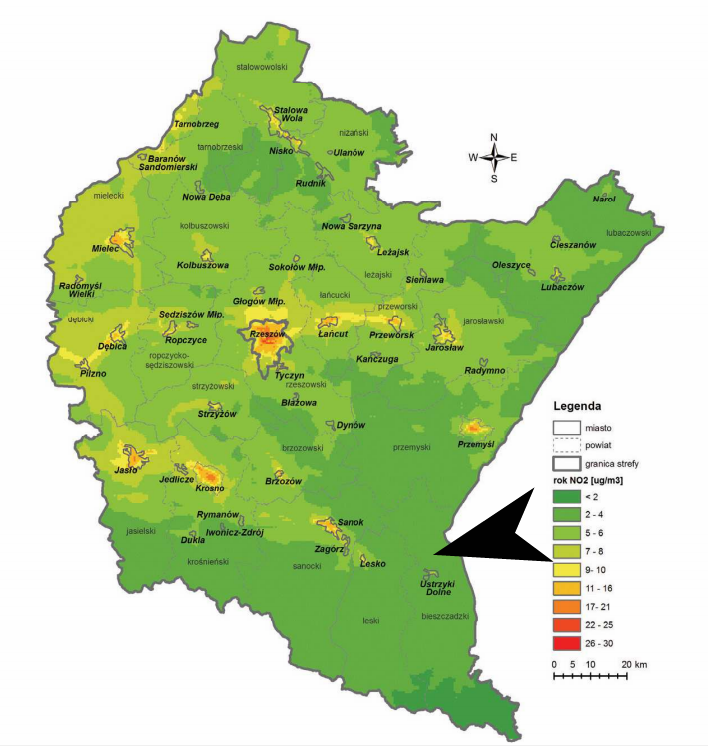 stalowowolski
Stalowa
Wola
Tarnobrzeg
niżański
N
W E
S
tarnobrzeski
Nisko
Ulanów
Baranów
Sandomierski
Rudnik
mielecki
Nowa Dęba
Narol
kolbuszowski
Nowa Sarzyna
lubaczowski
Mielec
Leżajsk
Cieszanów
Kolbuszowa
Sokołów Młp.
Oleszyce
leżajski
Sieniawa
Radomyśl
Wielki
Lubaczów
Głogów Młp.
łańcucki
przeworski
dębicki
Sedziszów Młp.
jarosławski
Ropczyce
Rzeszów
Łańcut
Przeworsk
Dębica
Jarosław
ropczycko-
sędziszowski
Kańczuga
Pilzno
Tyczyn
Radymno
strzyżowski
rzeszowski
Błażowa
Strzyżów
Dynów
Przemyśl
brzozowski
przemyski
Jasło
Jedlicze
Krosno
Brzozów
Rymanów
Sanok
jasielski
Iwonicz-Zdrój
Dukla
Zagórz
krośnieński
sanocki
Lesko
Ustrzyki
Dolne
leski
bieszczadzki
Legenda
miasto
powiat
granica strefy
rok NO2 [ug/m3]
< 2
2 - 4
5 - 6
7 - 8
9- 10
11 - 16
17- 21
22 - 25
26 - 30
0 5 10 20 km